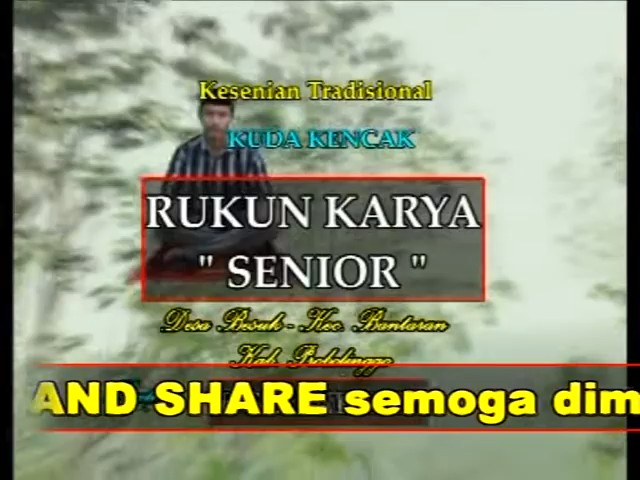 Kesenian Tradisional
KUDA KENCAK
RUKUN KARYA
" SENIOR "
Desa Besuk - Kec. Bantaran
Kab. Probolinggo
AND SHARE semoga dim